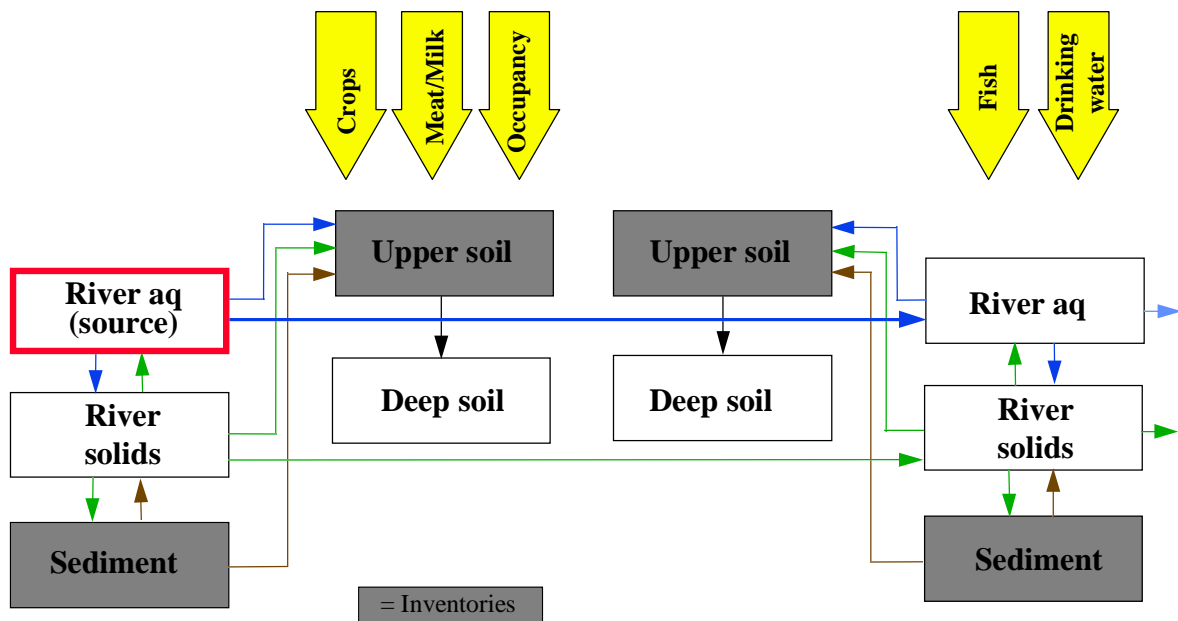 Crops
Meat/Milk
Occupancy
Fish
Drinking
water
Upper soil
Upper soil
River aq
(source)
River aq
Deep soil
Deep soil
River
solids
River
solids
Sediment
Sediment
= Inventories